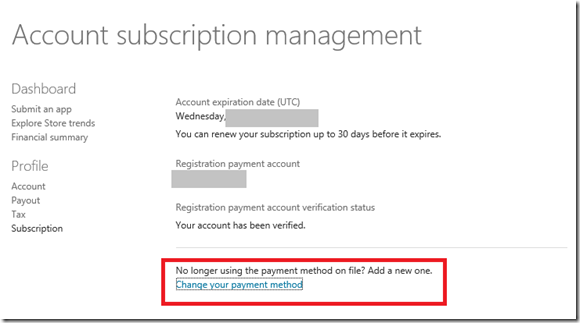 Account subscription management
Dashboard
Submit an app
Explore Store trends
Financial summary
Profile
Account
Payout
Tax
Subscription
Account expiration date (UTC)
Wednesday,
You can renew your subscription up to 30 days before it expires.
Registration payment account
Registration payment account verification status
Your account has been verified.
No longer using the payment method on file? Add a new one.
Change your payment method